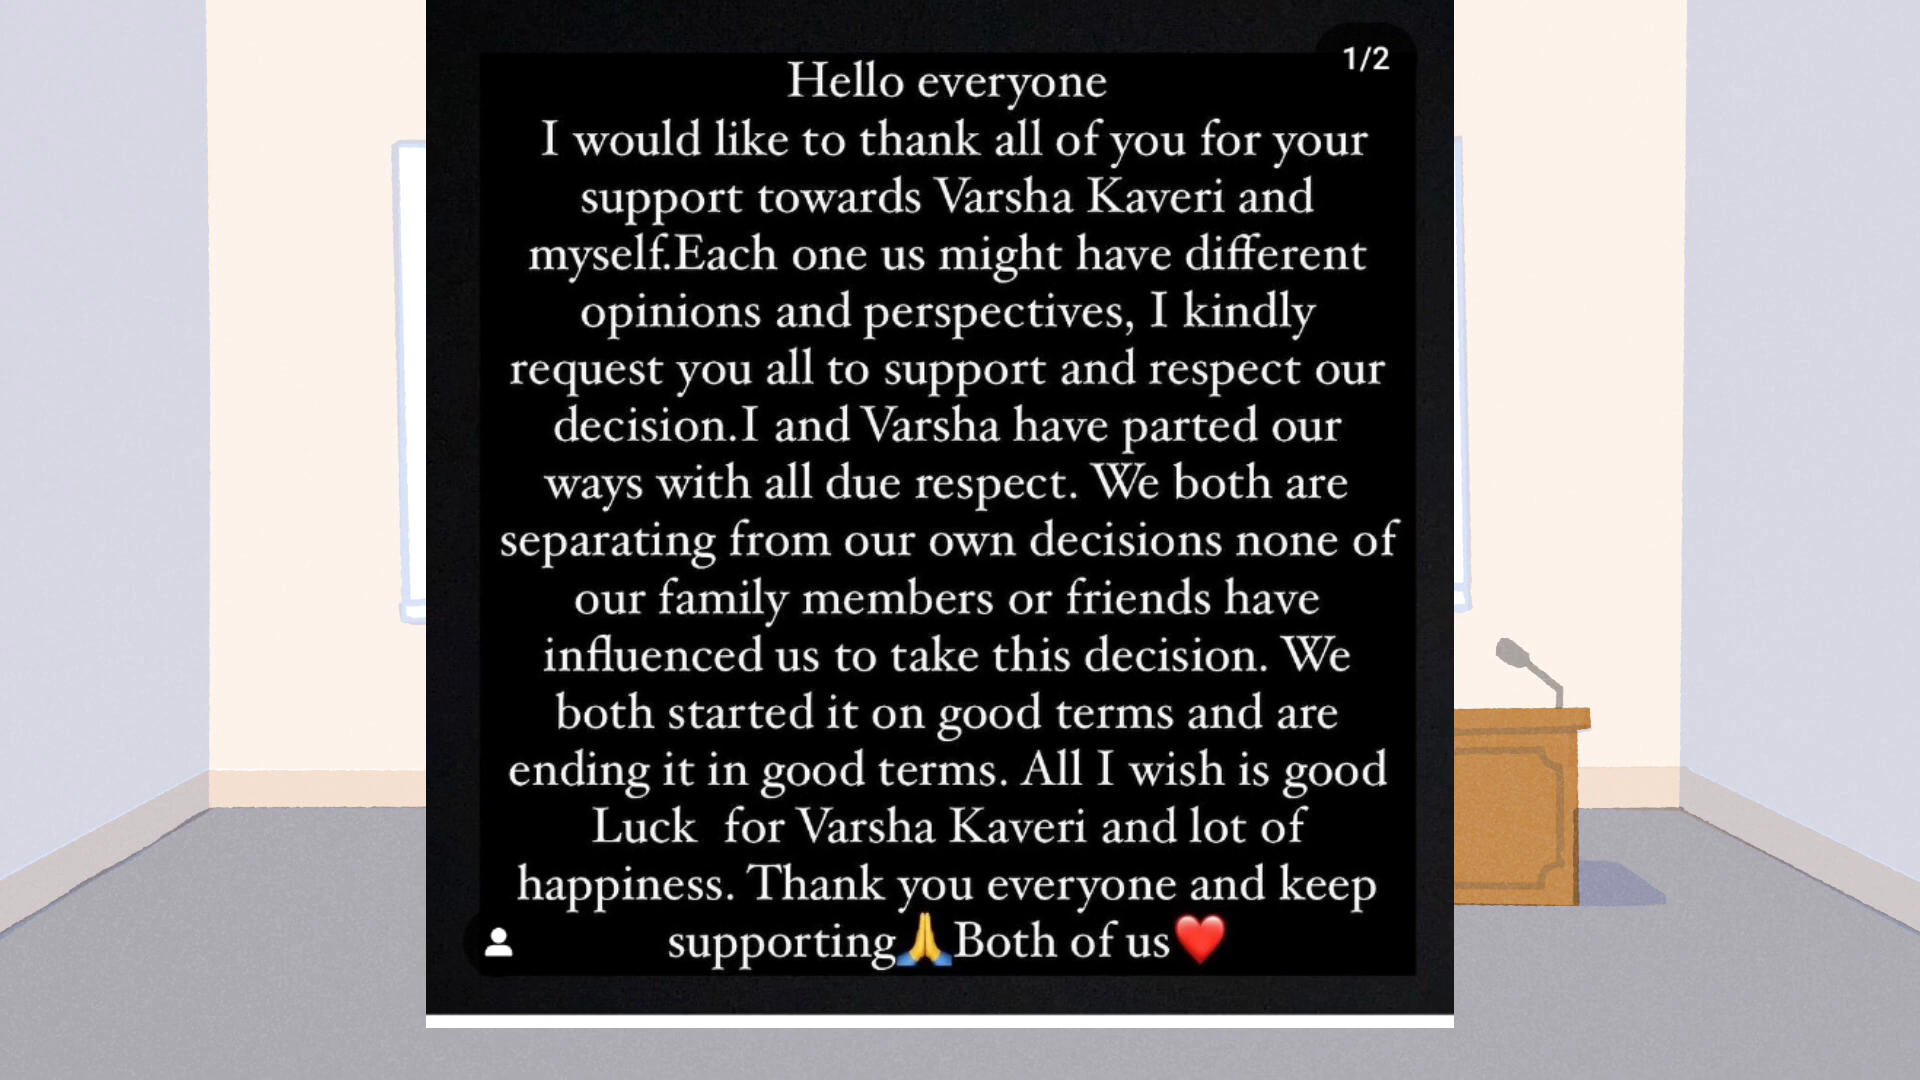 1/2
Hello everyone
I would like to thank all of you for your
support towards Varsha Kaveri and
myself.Each one us might have different
opinions and perspectives, I kindly
request you all to support and respect our
decision.I and Varsha have parted our
ways with all due respect. We both are
separating from our own decisions none of
our family members or friends have
influenced us to take this decision. We
both started it on good terms and are
ending it in good terms. All I wish is good
Luck  for Varsha Kaveri and lot of
happiness. Thank you everyone and keep
supporting🙏Both of us❤️